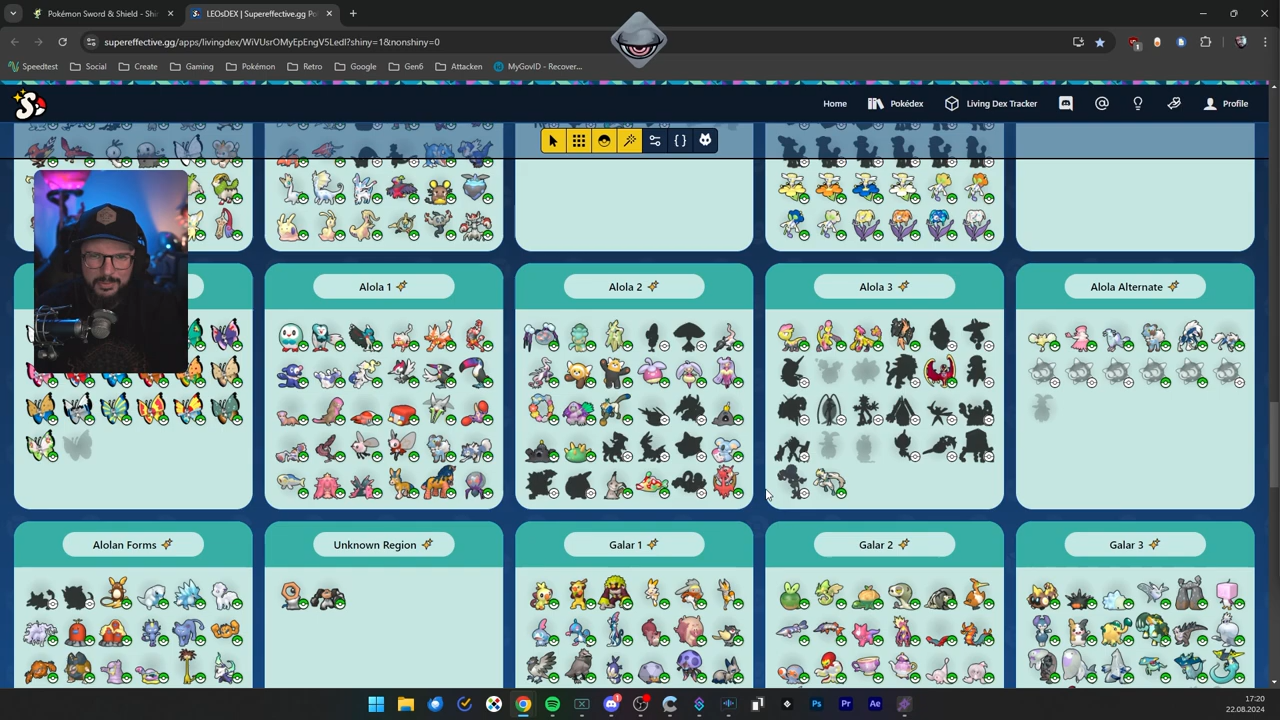 Pokémon Sword & Shield - Shi
LEOsDEX | Supereffective.gg Po
supereffective.gg/apps/livingdex/WiVUsrOMyEpEngV5LedI?shiny=1&nonshiny=0
Speedtest
Social
Create
Gaming
Pokémon
Retro
Google
Gen6
Attacken
MyGovID - Recover...
Home
Pokédex
Living Dex Tracker
Profile
Alola 1
Alola 2
Alola 3
Alola Alternate
Alolan Forms
Unknown Region
Galar 1
Galar 2
Galar 3
17:20
22.08.2024